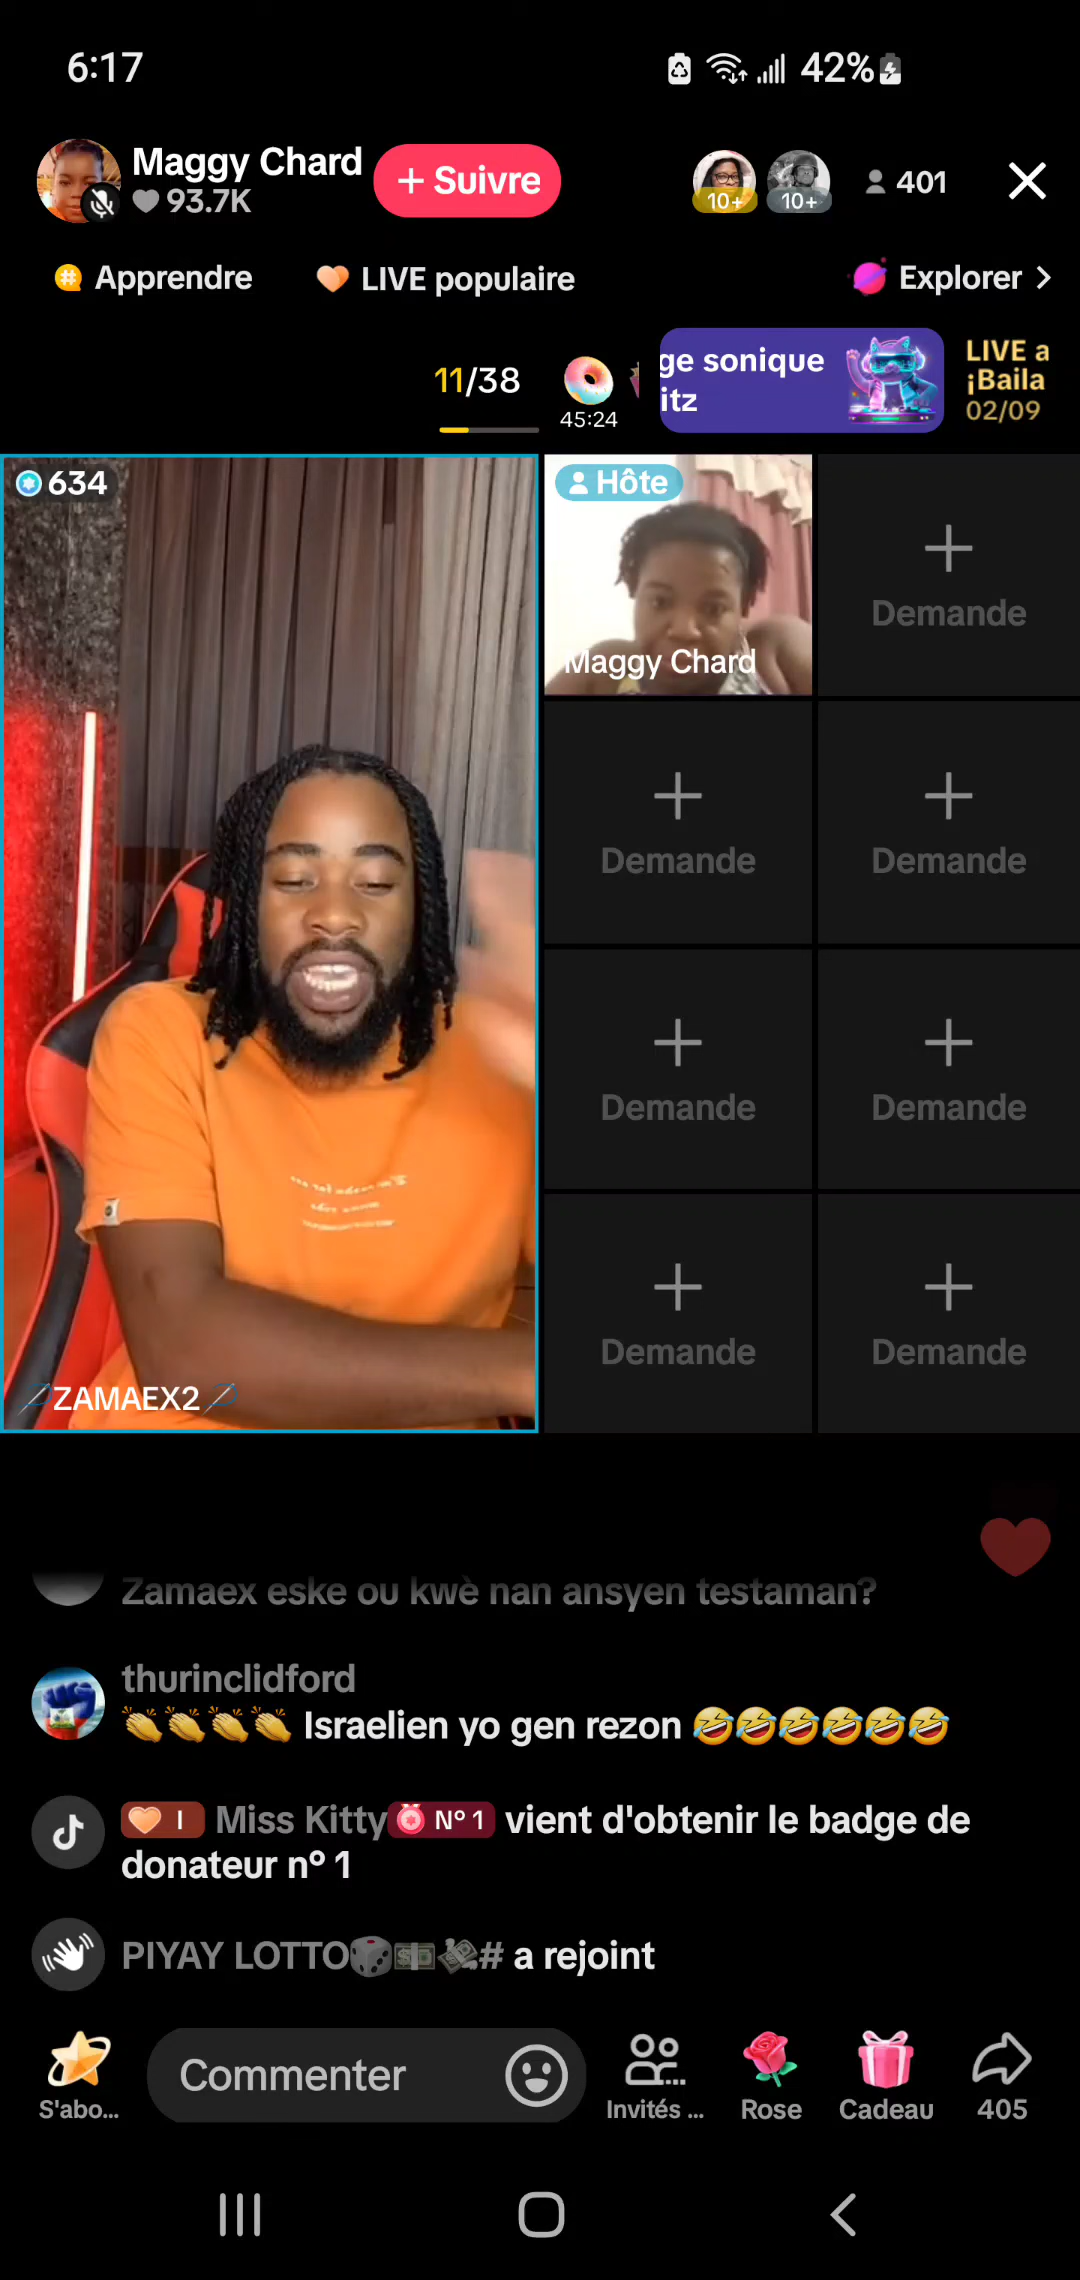 6:17
42%
Maggy Chard
93.7K
+ Suivre
10+
10+
401
Apprendre
LIVE populaire
Explorer
11/38
45:24
ge sonique
itz
LIVE a
¡Baila
02/09
634
Hôte
Maggy Chard
Demande
Demande
Demande
Demande
Demande
Demande
Demande
ZAMAEX2
Zamaex eske ou kwè nan ansyen testaman?
thurinclidford
👏👏👏👏 Israelien yo gen rezon 🤣🤣🤣🤣🤣🤣
I Miss Kitty N° 1 vient d'obtenir le badge de
donateur n° 1
PIYAY LOTTO🎲💵💸# a rejoint
S'abo...
Commenter
Invités ...
Rose
Cadeau
405